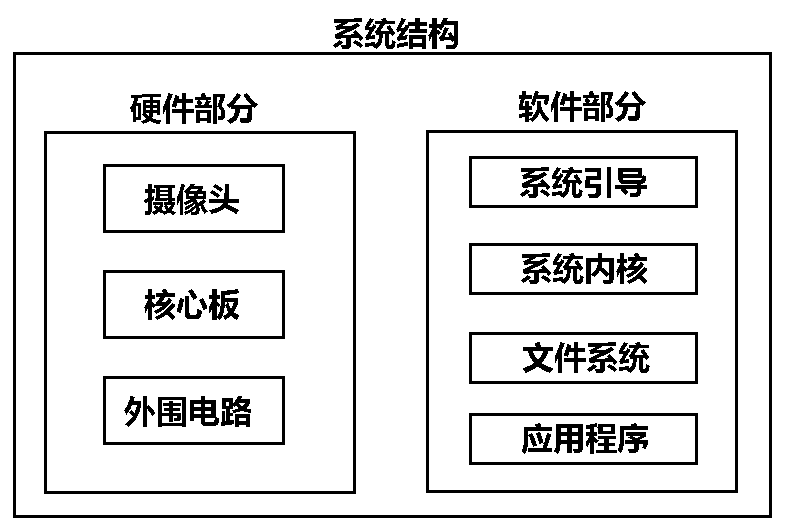 系统结构
硬件部分
摄像头
核心板
外围电路
软件部分
系统引导
系统内核
文件系统
应用程序